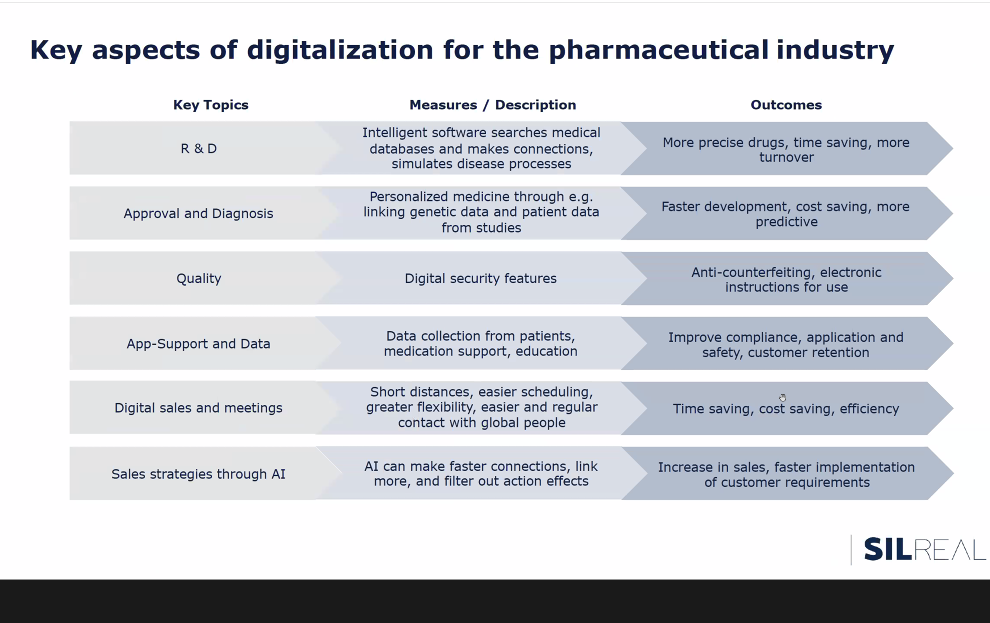 Key aspects of digitalization for the pharmaceutical industry
Key Topics
Measures / Description
Outcomes
R & D
Intelligent software searches medical
databases and makes connections,
simulates disease processes
More precise drugs, time saving, more
turnover
Approval and Diagnosis
Personalized medicine through e.g.
linking genetic data and patient data
from studies
Faster development, cost saving, more
predictive
Quality
Digital security features
Anti-counterfeiting, electronic
instructions for use
App-Support and Data
Data collection from patients,
medication support, education
Improve compliance, application and
safety, customer retention
Digital sales and meetings
Short distances, easier scheduling,
greater flexibility, easier and regular
contact with global people
Time saving, cost saving, efficiency
Sales strategies through AI
AI can make faster connections, link
more, and filter out action effects
Increase in sales, faster implementation
of customer requirements
SILREAL